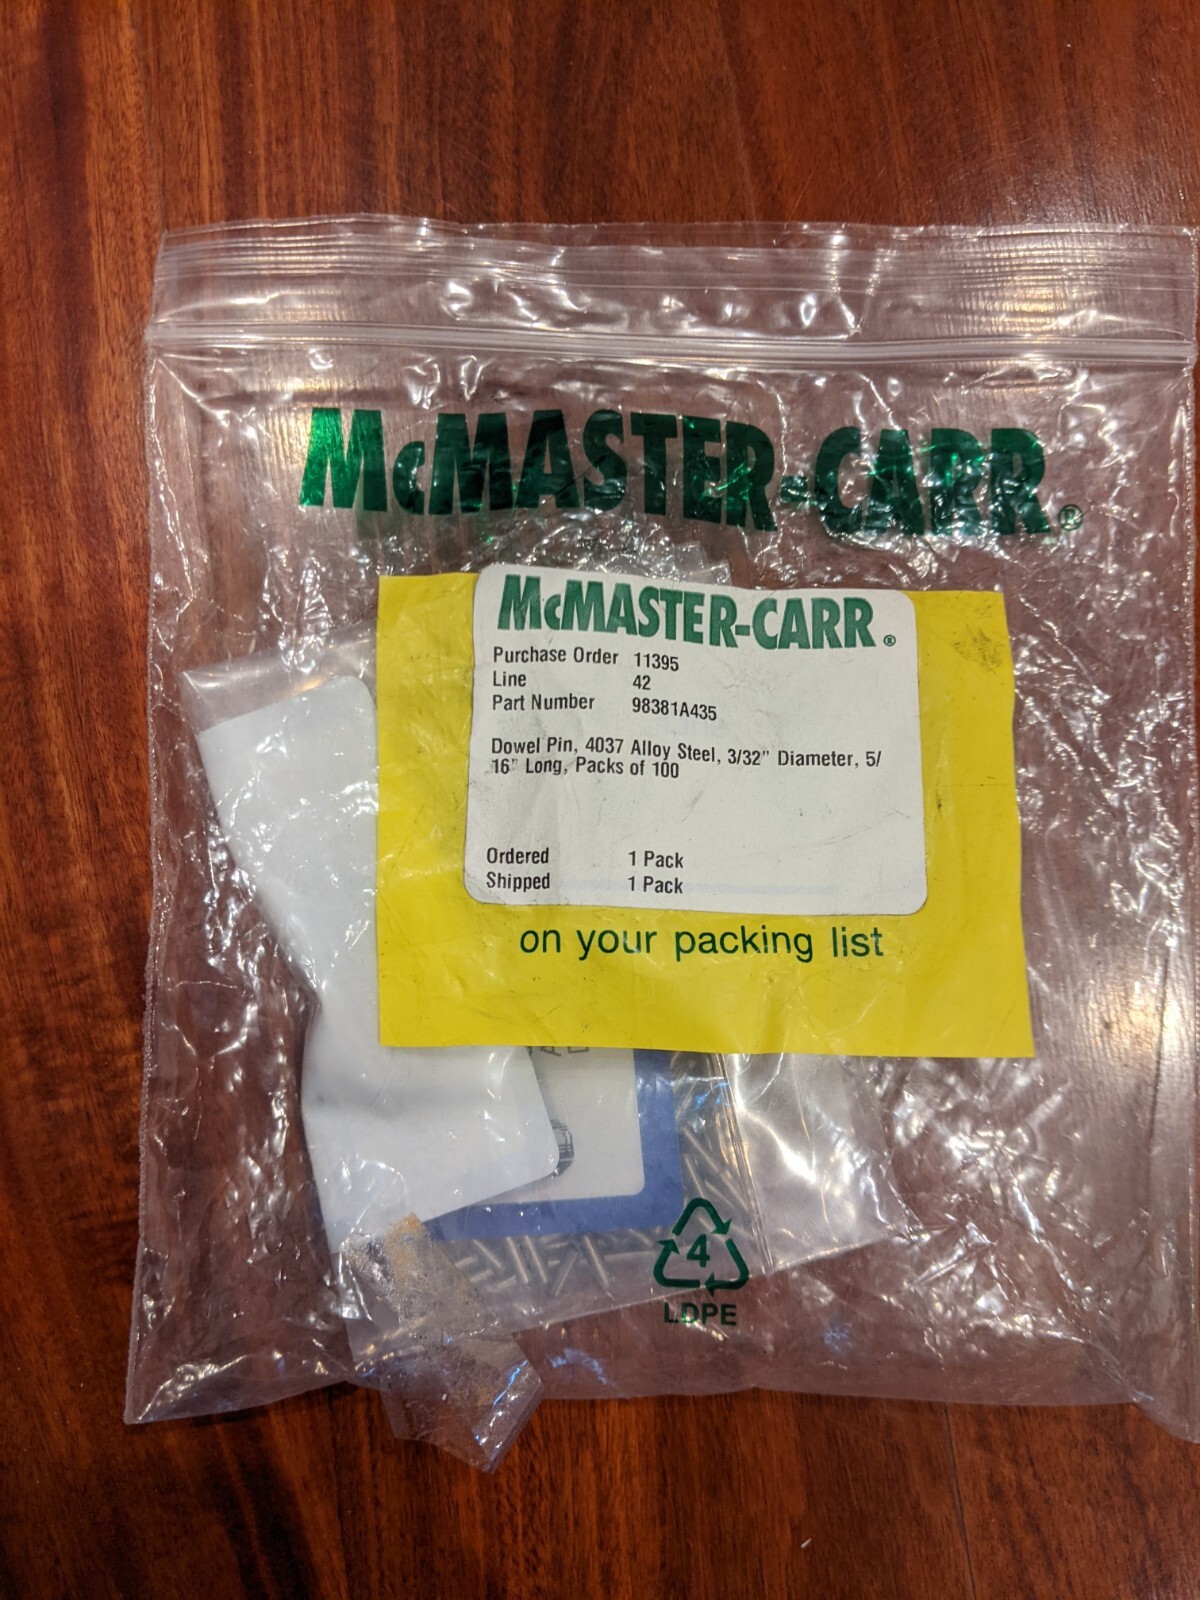 McMASTER-CARR®
McMASTER-CARR®
Purchase Order 11395
Line 42
Part Number 98381A435
Dowel Pin, 4037 Alloy Steel, 3/32" Diameter, 5/
16" Long, Packs of 100
Ordered 1 Pack
Shipped 1 Pack
on your packing list
4
LDPE